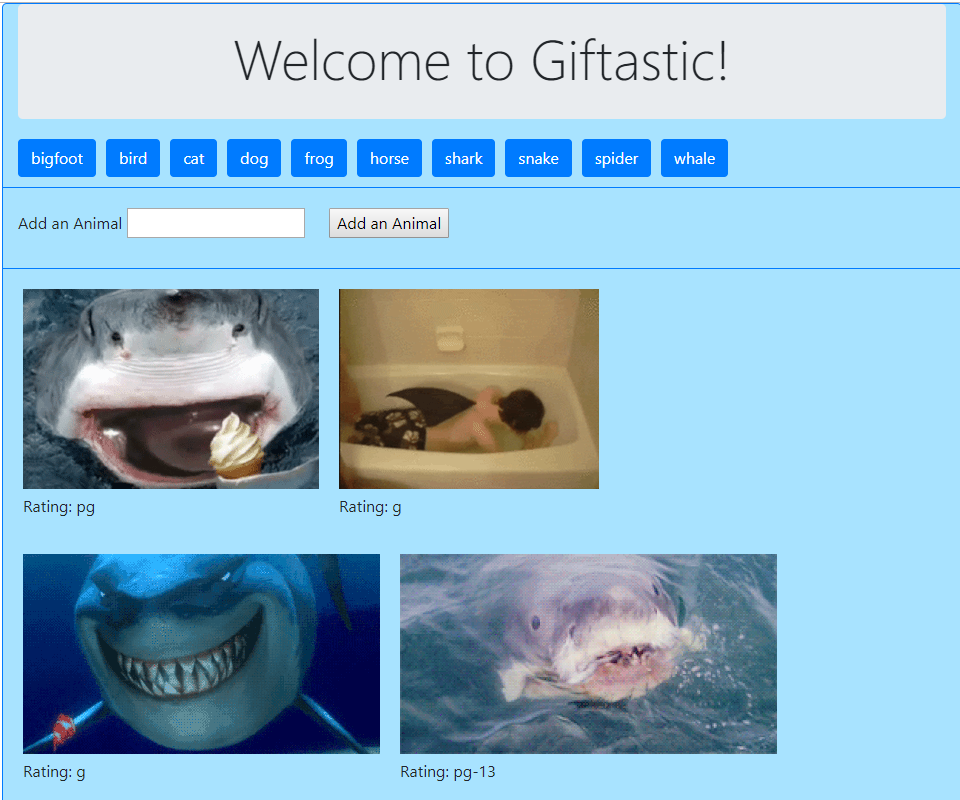 Welcome to Giftastic!
bigfoot bird cat dog frog horse shark snake spider whale
Add an Animal Add an Animal
Rating: pg Rating: g
Rating: g Rating: pg-13